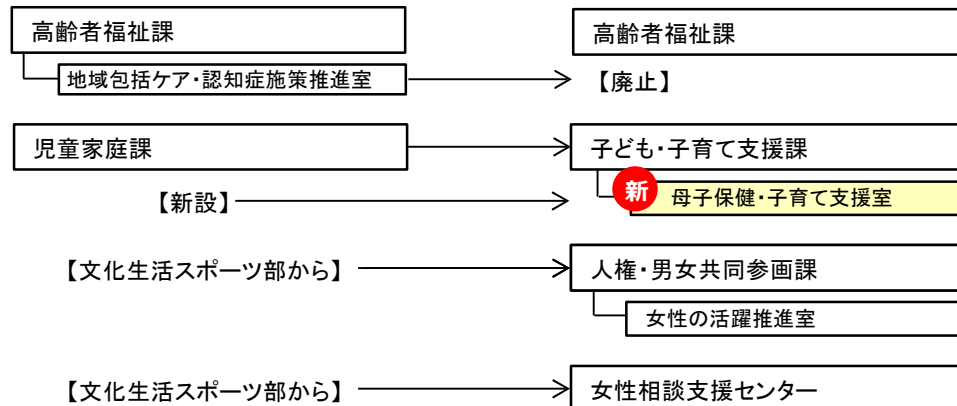 高齢者福祉課
高齢者福祉課
地域包括ケア・認知症施策推進室
【廃止】
児童家庭課
子ども・子育て支援課
【新設】
新
母子保健・子育て支援室
【文化生活スポーツ部から】
人権・男女共同参画課
女性の活躍推進室
【文化生活スポーツ部から】
女性相談支援センター